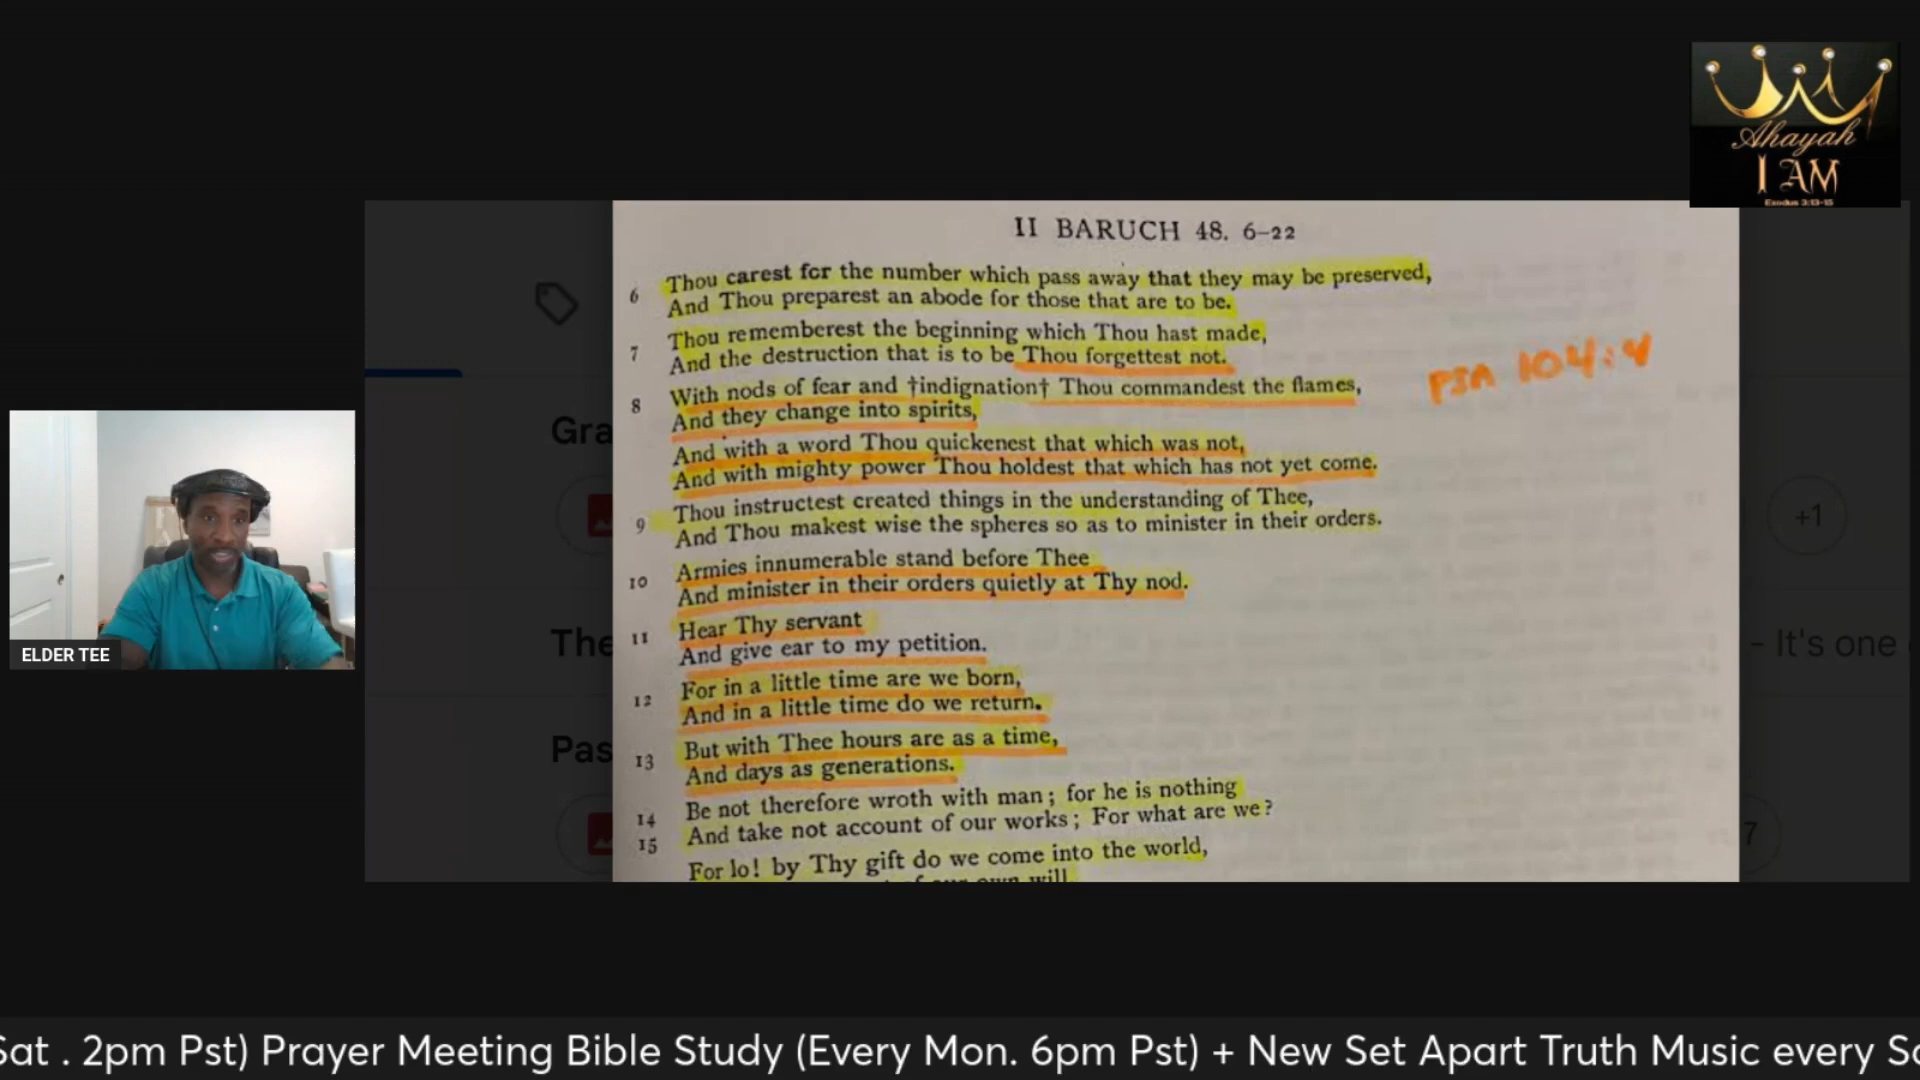 Ahayah
I AM
Exodus 3:13-15
II BARUCH 48. 6–22
6 Thou carest for the number which pass away that they may be preserved,
And Thou preparest an abode for those that are to be.
7 Thou rememberest the beginning which Thou hast made,
And the destruction that is to be Thou forgettest not.
8 With nods of fear and †indignation† Thou commandest the flames,
And they change into spirits,
And with a word Thou quickenest that which was not,
And with mighty power Thou holdest that which has not yet come.
9 Thou instructest created things in the understanding of Thee,
And Thou makest wise the spheres so as to minister in their orders.
10 Armies innumerable stand before Thee
And minister in their orders quietly at Thy nod.
11 Hear Thy servant
And give ear to my petition.
12 For in a little time are we born,
And in a little time do we return.
13 But with Thee hours are as a time,
And days as generations.
14 Be not therefore wroth with man; for he is nothing
15 And take not account of our works; For what are we?
For lo! by Thy gift do we come into the world,
own will
PSA 104:4
Gra
The
Pas
+1
- It's one
7
ELDER TEE
Sat . 2pm Pst) Prayer Meeting Bible Study (Every Mon. 6pm Pst) + New Set Apart Truth Music every Sa